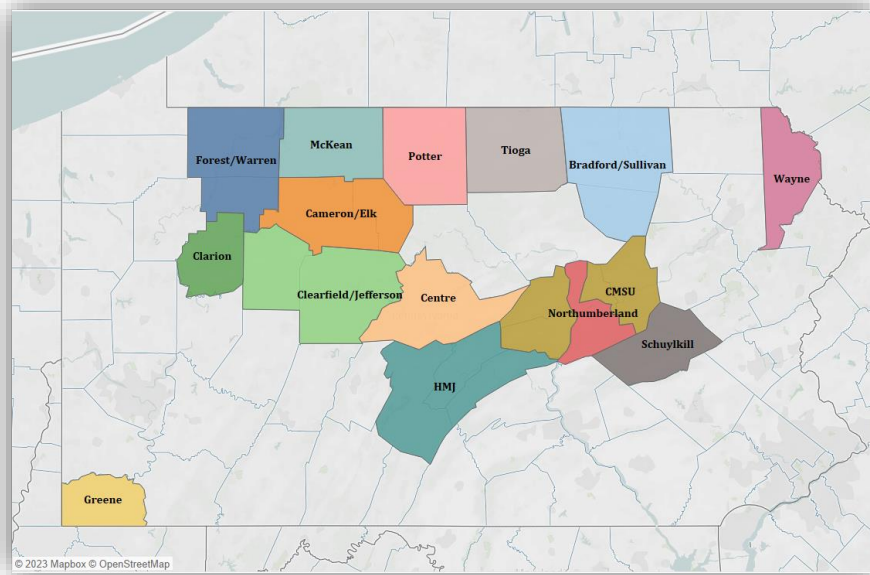 Forest/Warren
McKean
Potter
Tioga
Bradford/Sullivan
Wayne
Cameron/Elk
Clarion
Clearfield/Jefferson
Centre
CMSU
Northumberland
Schuylkill
HMJ
Greene
© 2023 Mapbox © OpenStreetMap